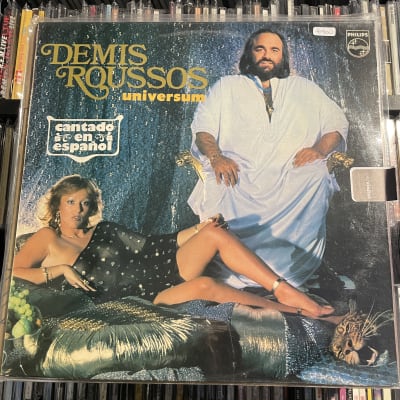 DEMIS
ROUSSOS
universum
cantado
en
español
PHILIPS